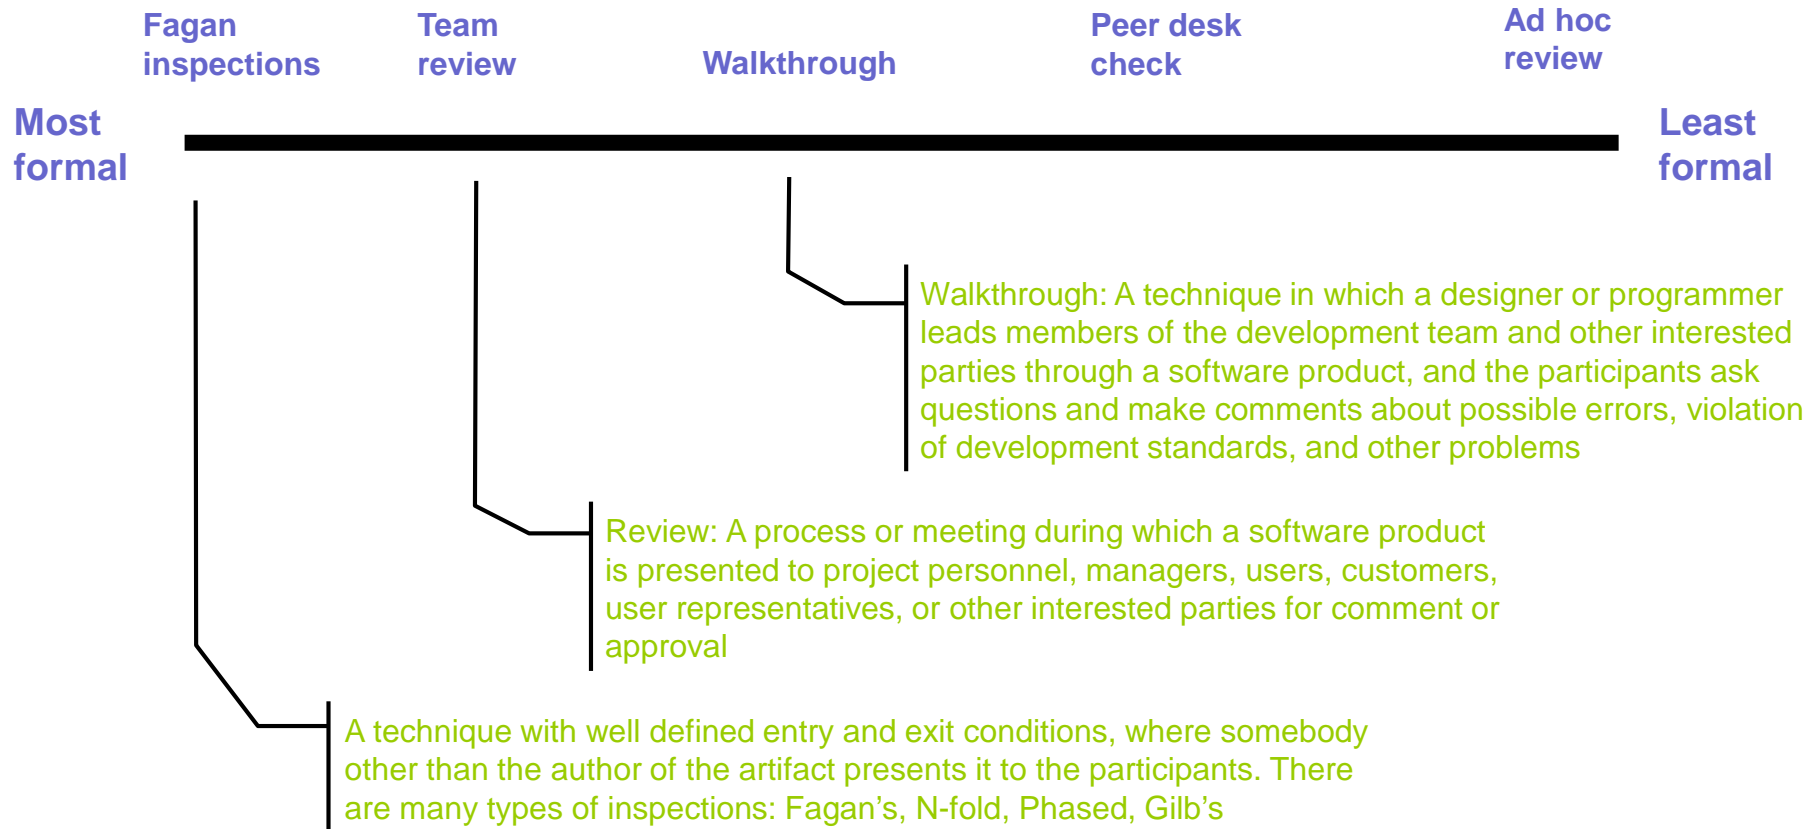 Fagan
inspections
Team
review
Walkthrough
Peer desk
check
Ad hoc
review
Most
formal
Least
formal
Walkthrough: A technique in which a designer or programmer
leads members of the development team and other interested
parties through a software product, and the participants ask
questions and make comments about possible errors, violation
of development standards, and other problems
Review: A process or meeting during which a software product
is presented to project personnel, managers, users, customers,
user representatives, or other interested parties for comment or
approval
A technique with well defined entry and exit conditions, where somebody
other than the author of the artifact presents it to the participants. There
are many types of inspections: Fagan’s, N-fold, Phased, Gilb’s